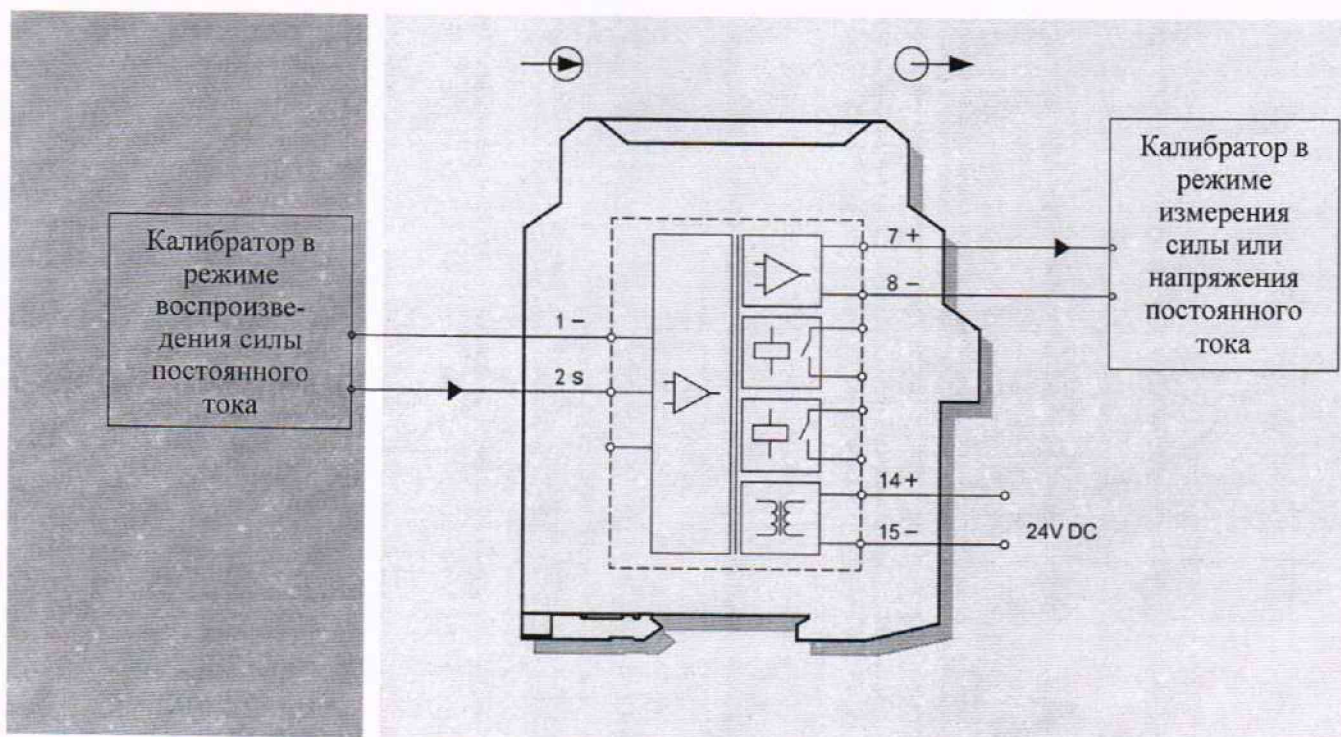 Калибратор в
режиме
воспроизве-
дения силы
постоянного
тока
1 –
2 s
7 +
8 –
14 +
15 –
24V DC
Калибратор в
режиме
измерения
силы или
напряжения
постоянного
тока